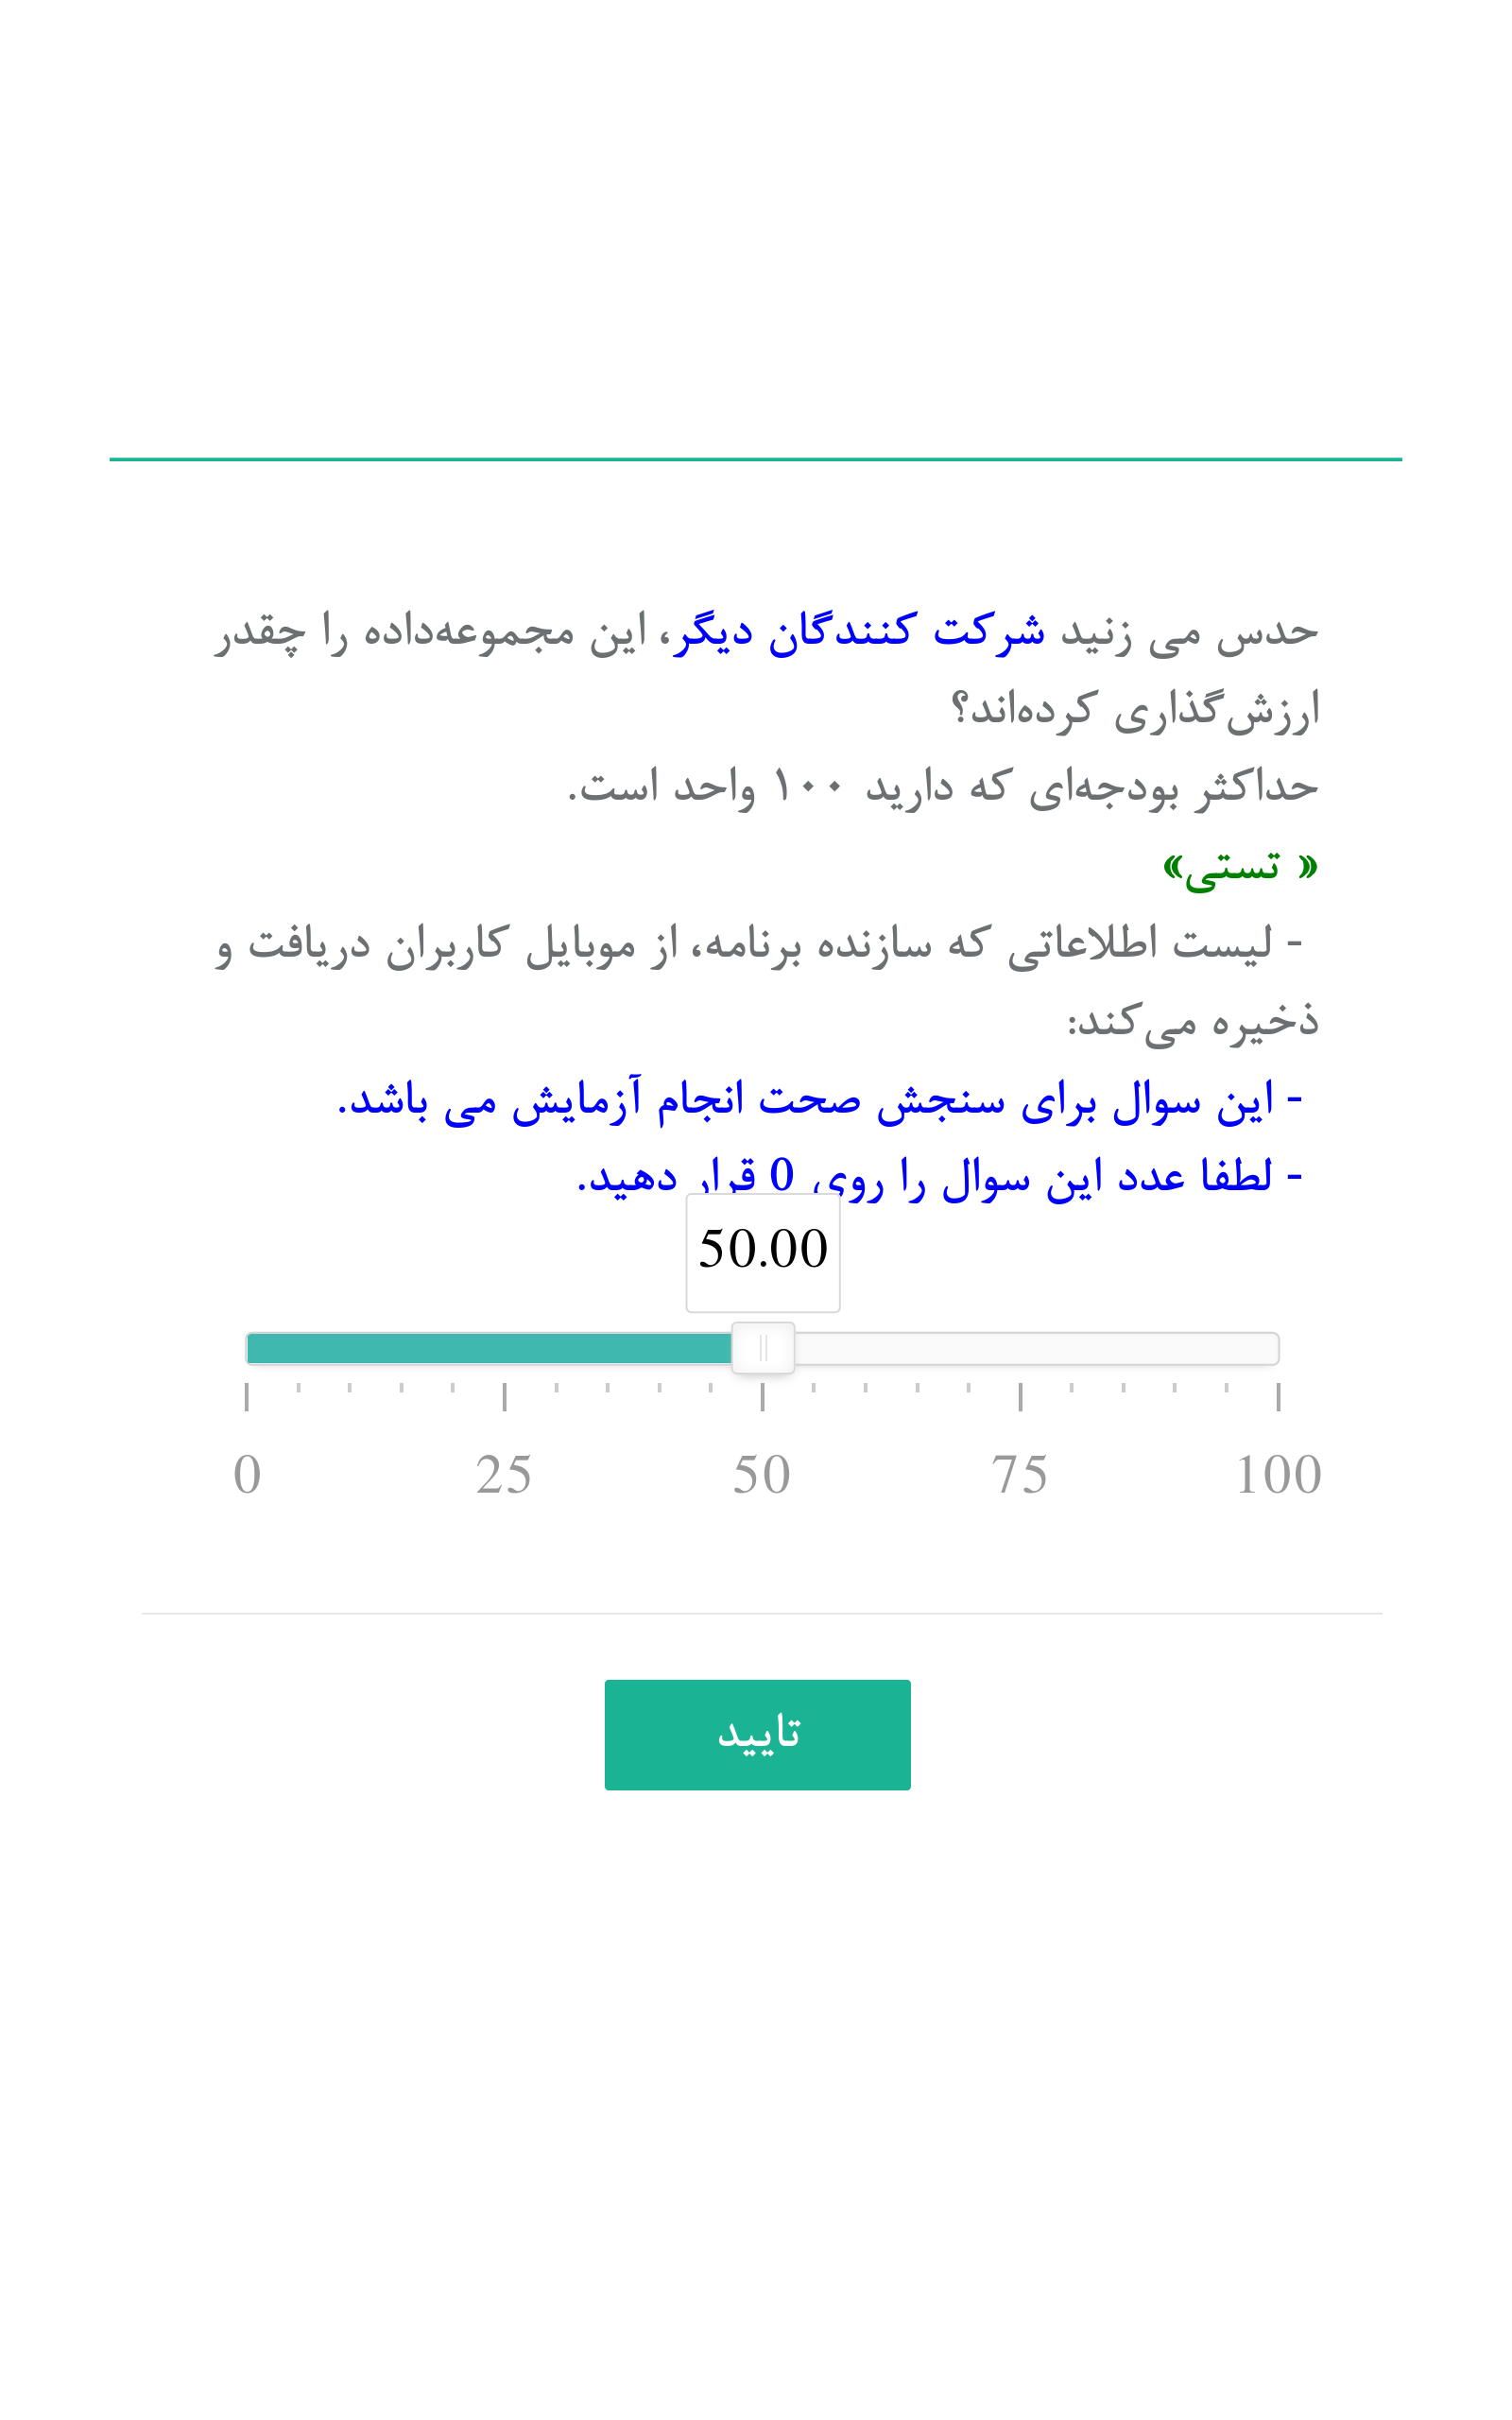 حدس می زنید شرکت کنندگان دیگر، این مجموعه‌داده را چقدر
ارزش‌گذاری کرده‌اند؟
حداکثر بودجه‌ای که دارید ۱۰۰ واحد است.
« تستی»
- لیست اطلاعاتی که سازنده برنامه، از موبایل کاربران دریافت و
ذخیره می‌کند:
- این سوال برای سنجش صحت انجام آزمایش می باشد.
- لطفا عدد این سوال را روی 0 قرار دهید.
50.00
0 25 50 75 100
تایید